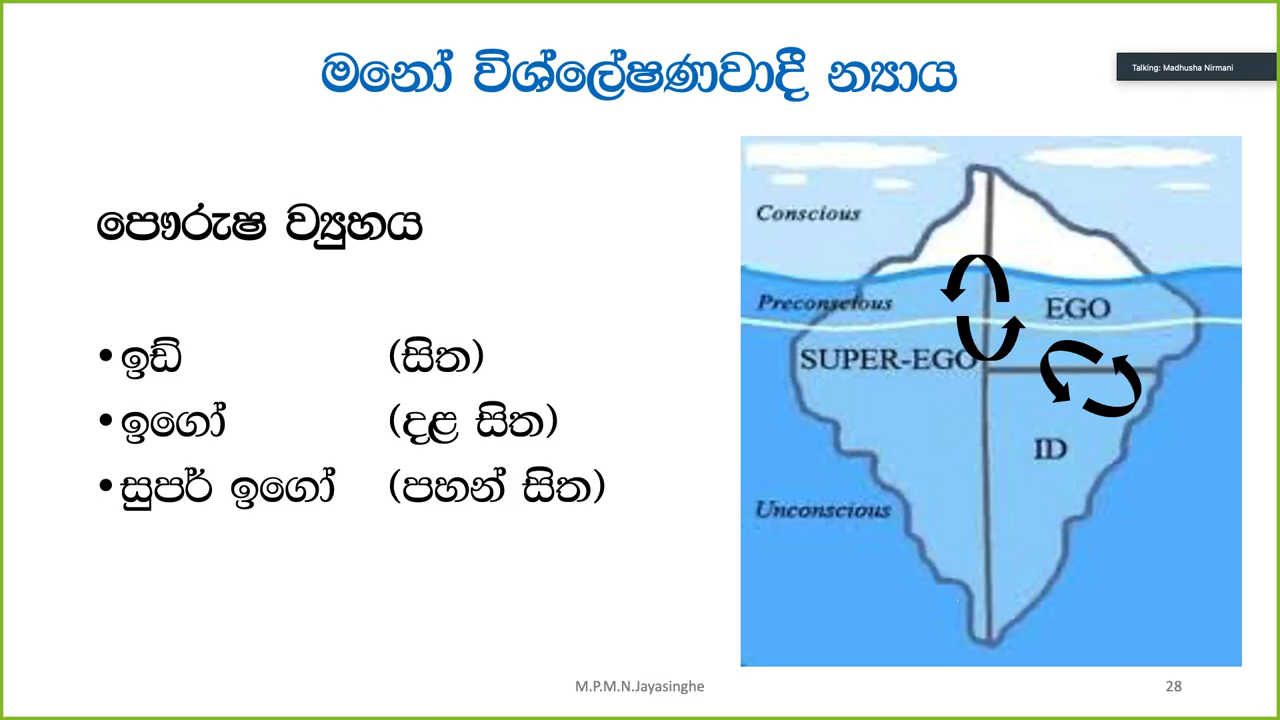 මනෝ විශ්ලේෂණවාදී න්‍යාය
Talking: Madhusha Nirmani
පෞරුෂ ව්‍යුහය
•ඉඩ් (සිත)
•ඉගෝ (දළ සිත)
•සුපර් ඉගෝ (පහන් සිත)
Conscious
Preconscious
EGO
SUPER-EGO
ID
Unconscious
M.P.M.N.Jayasinghe
28